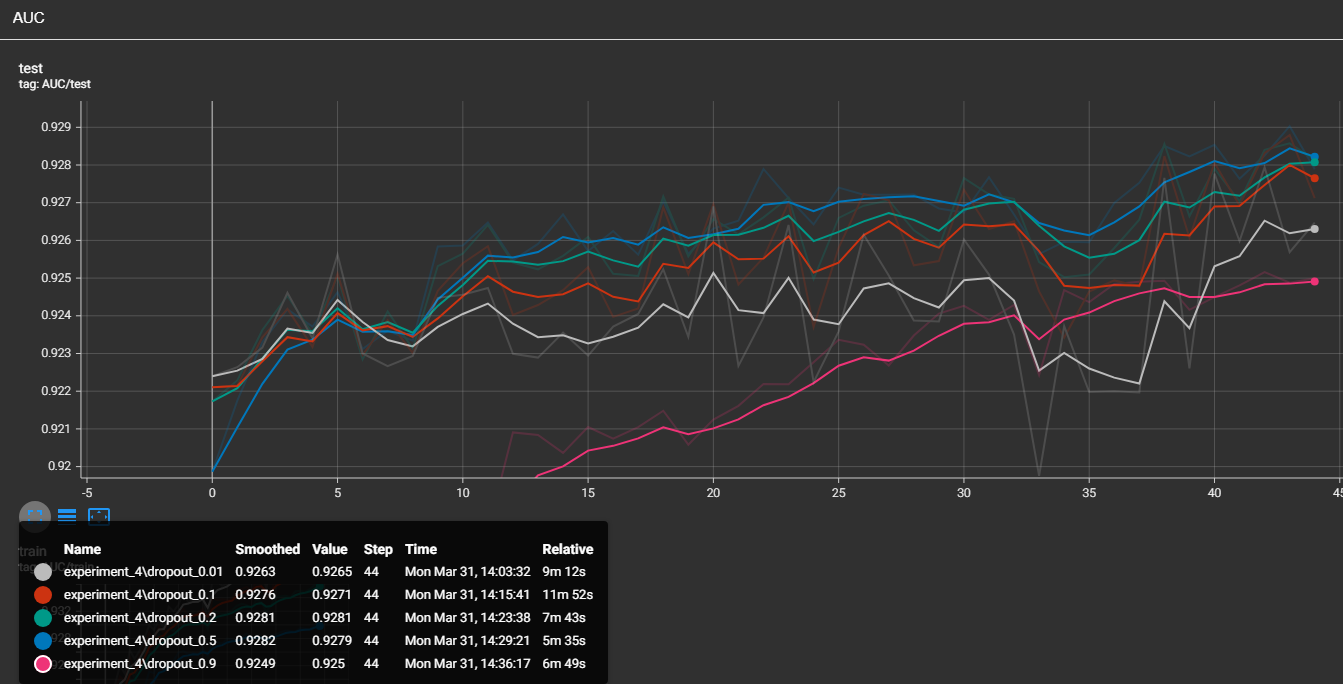 AUC
test
tag: AUC/test
0.929
0.928
0.927
0.926
0.925
0.924
0.923
0.922
0.921
0.92
-5 0 5 10 15 20 25 30 35 40 45
train
Name Smoothed Value Step Time Relative
experiment_4\dropout_0.01 0.9263 0.9265 44 Mon Mar 31, 14:03:32 9m 12s
experiment_4\dropout_0.1 0.9276 0.9271 44 Mon Mar 31, 14:15:41 11m 52s
experiment_4\dropout_0.2 0.9281 0.9281 44 Mon Mar 31, 14:23:38 7m 43s
experiment_4\dropout_0.5 0.9282 0.9279 44 Mon Mar 31, 14:29:21 5m 35s
experiment_4\dropout_0.9 0.9249 0.925 44 Mon Mar 31, 14:36:17 6m 49s